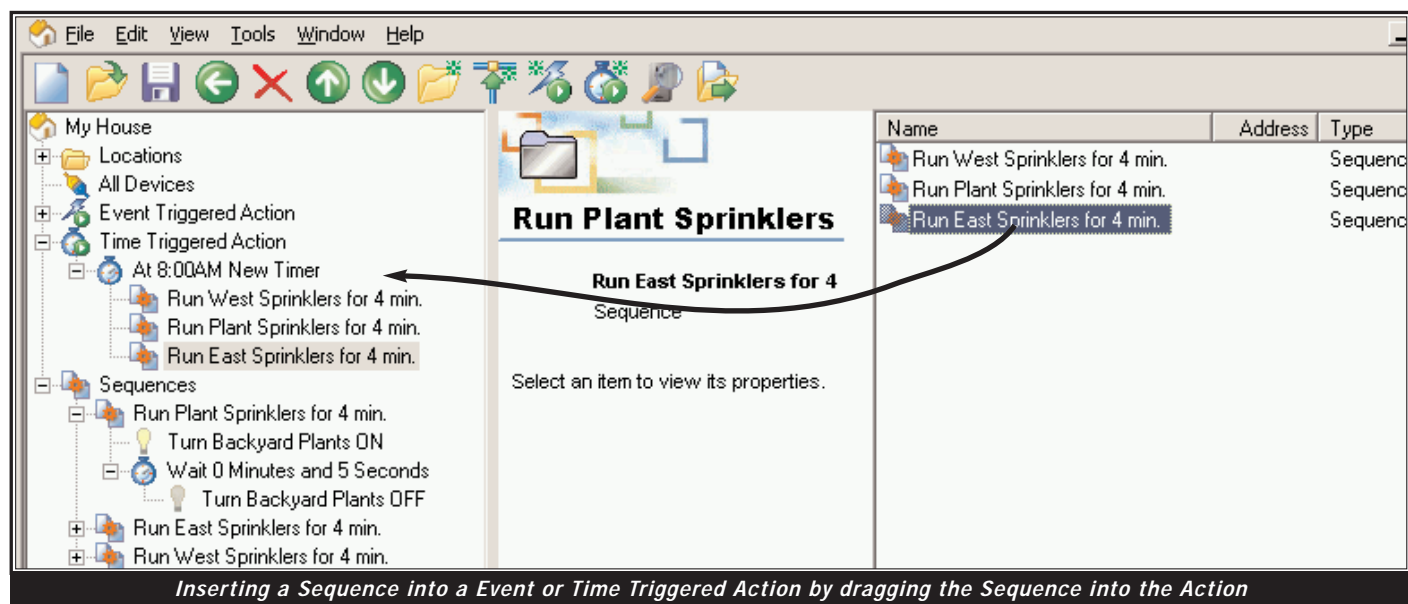 File Edit View Tools Window Help
My House
Locations
All Devices
Event Triggered Action
Time Triggered Action
At 8:00AM New Timer
Run West Sprinklers for 4 min.
Run Plant Sprinklers for 4 min.
Run East Sprinklers for 4 min.
Sequences
Run Plant Sprinklers for 4 min.
Turn Backyard Plants ON
Wait 0 Minutes and 5 Seconds
Turn Backyard Plants OFF
Run East Sprinklers for 4 min.
Run West Sprinklers for 4 min.
Run Plant Sprinklers
Run East Sprinklers for 4
Sequence
Select an item to view its properties.
Name Address Type
Run West Sprinklers for 4 min. Sequenc
Run Plant Sprinklers for 4 min. Sequenc
Run East Sprinklers for 4 min. Sequenc
Inserting a Sequence into a Event or Time Triggered Action by dragging the Sequence into the Action